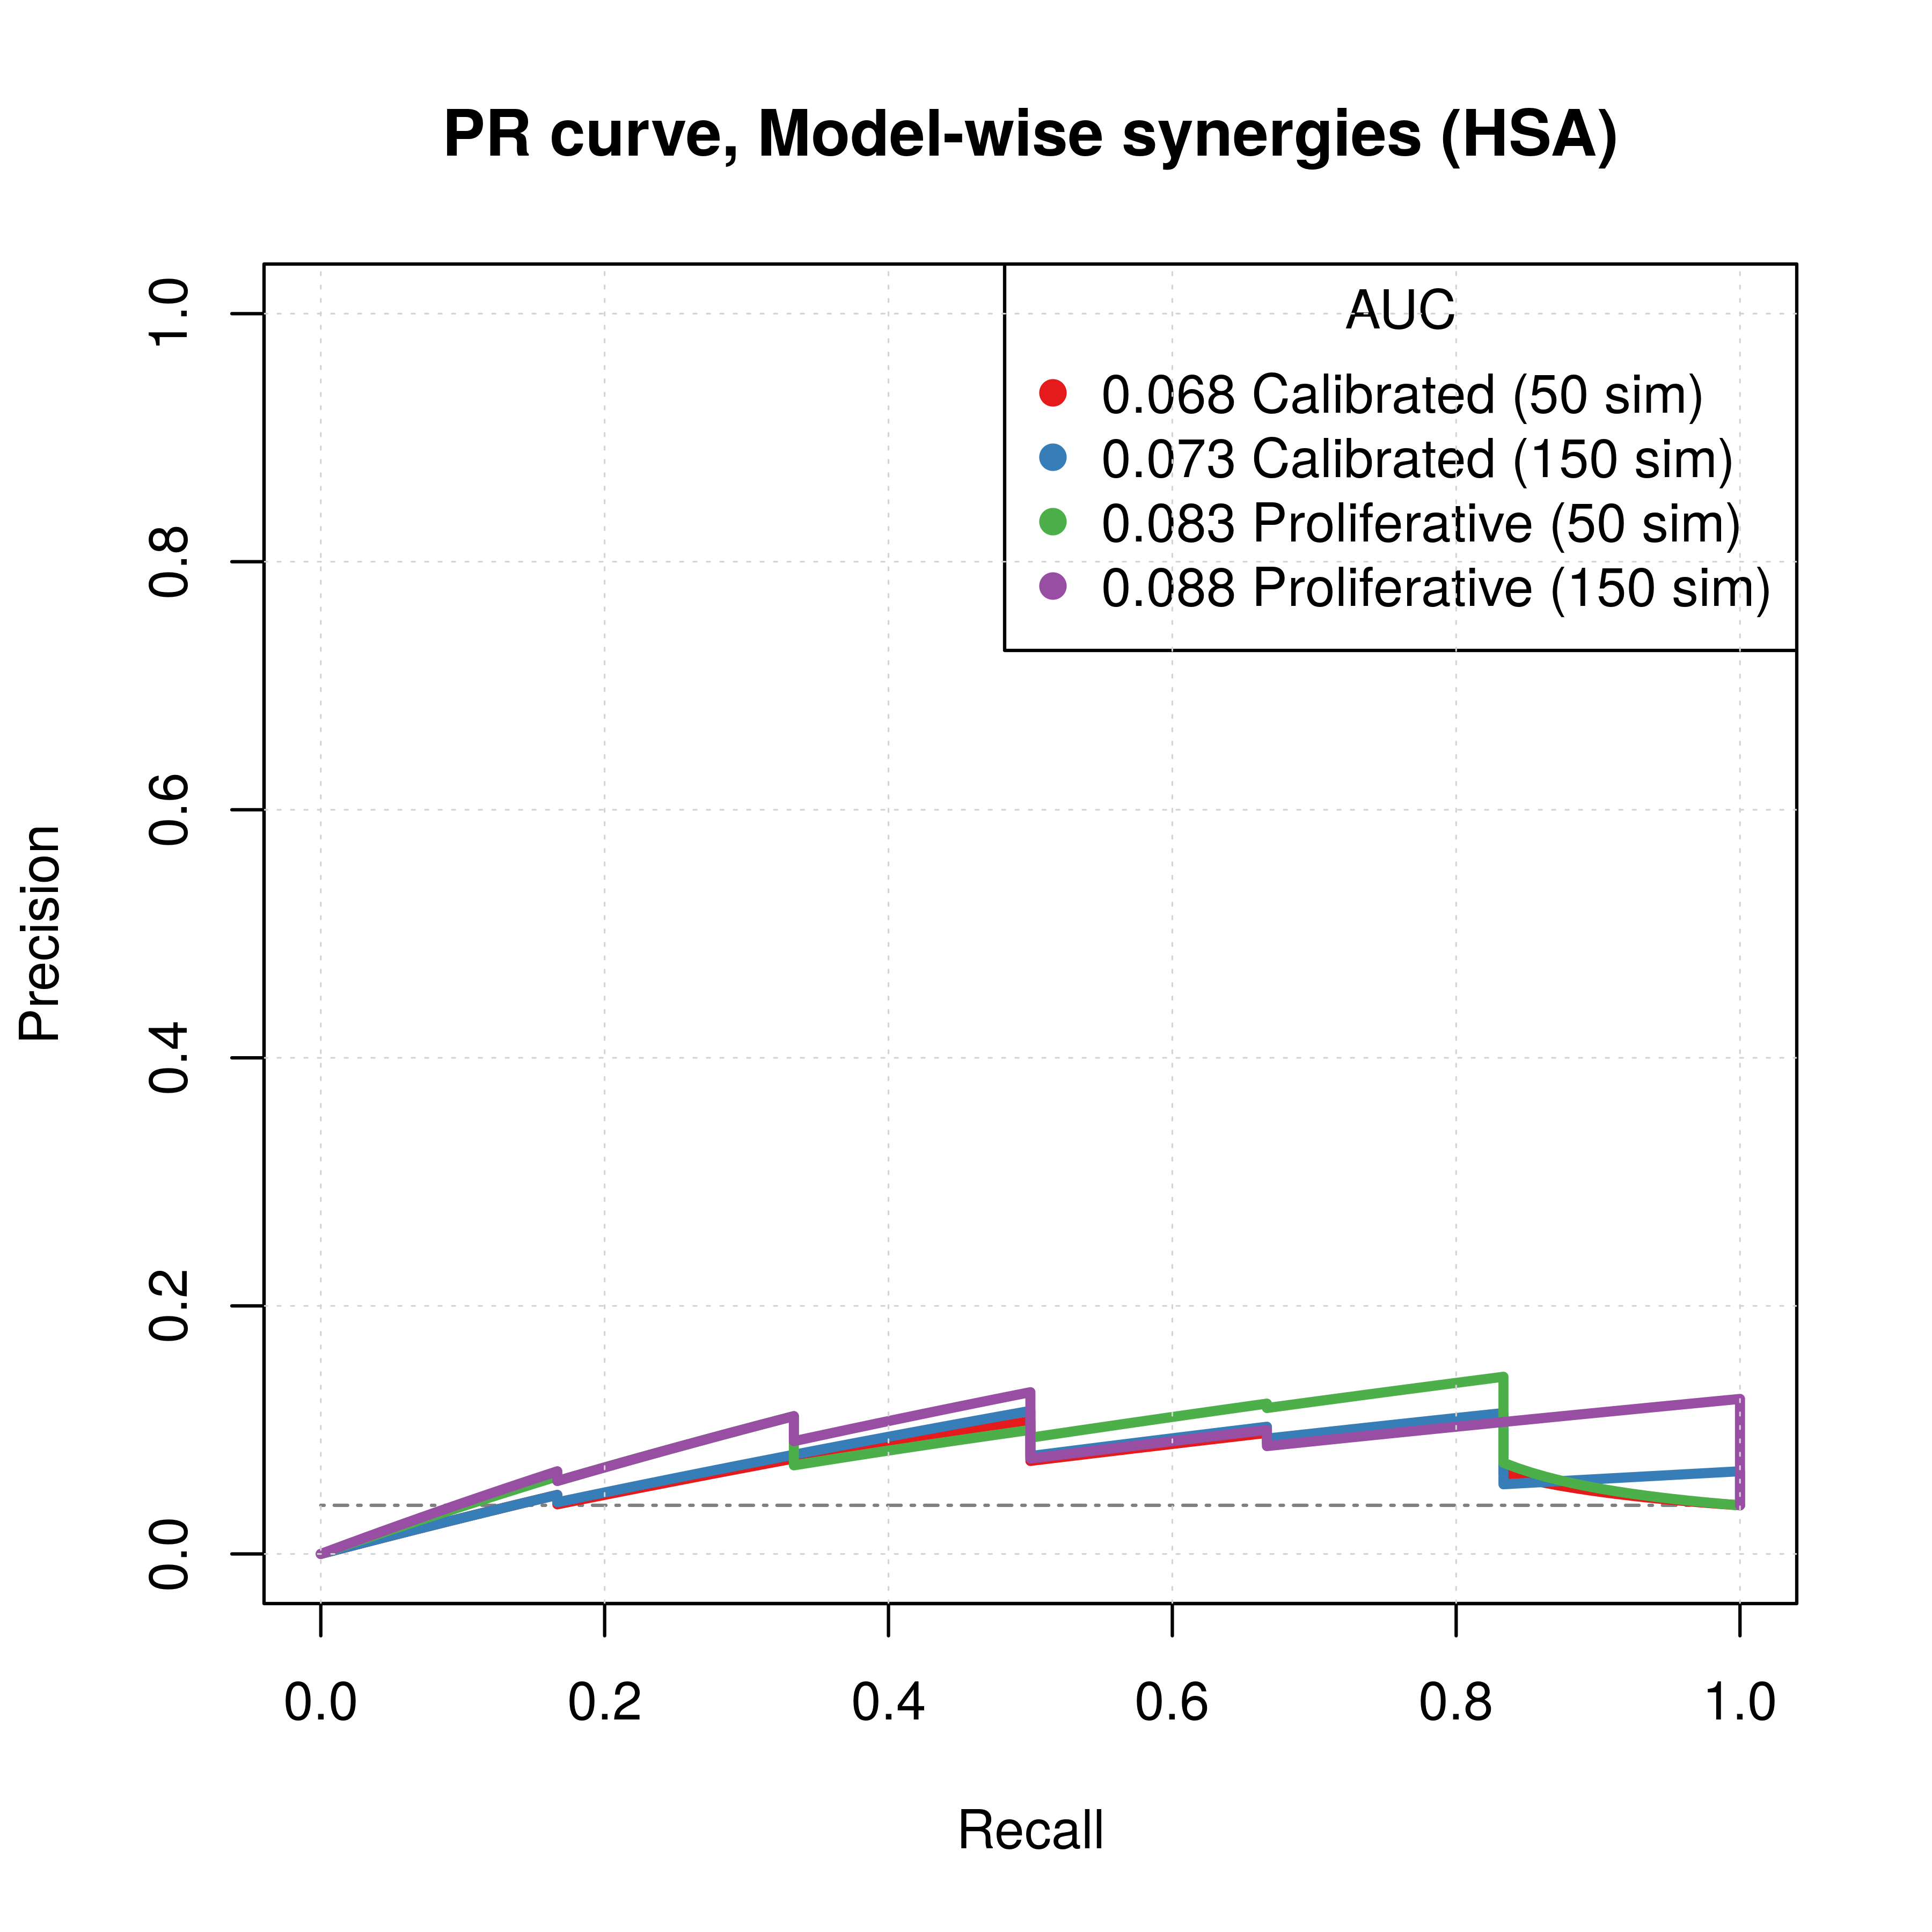 PR curve, Model-wise synergies (HSA)
AUC
0.068 Calibrated (50 sim)
0.073 Calibrated (150 sim)
0.083 Proliferative (50 sim)
0.088 Proliferative (150 sim)
Precision
1.0
0.8
0.6
0.4
0.2
0.0
0.0 0.2 0.4 0.6 0.8 1.0
Recall